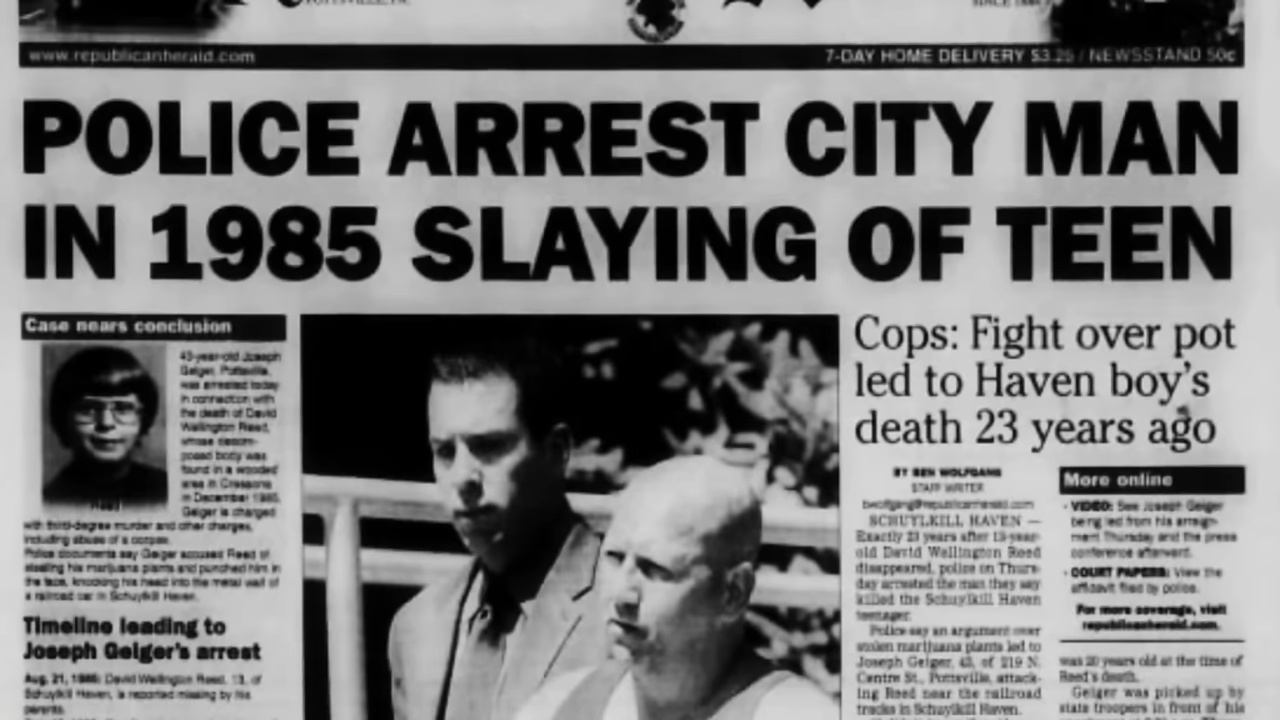 www.republicanherald.com
7-DAY HOME DELIVERY $3.25 / NEWSSTAND 50¢
POLICE ARREST CITY MAN
IN 1985 SLAYING OF TEEN
Case nears conclusion
43-year-old Joseph
Geiger, Pottsville,
was arrested today
in connection with
the death of David
Wellington Reed,
whose decom-
posed body was
found in a wooded
area in Cressona
in December 1985.
Geiger is charged
Reed
with third-degree murder and other charges,
including abuse of a corpse.
Police documents say Geiger accused Reed of
stealing his marijuana plants and punched him in
the face, knocking his head into the metal wall of
a railroad car in Schuylkill Haven.
Timeline leading to
Joseph Geiger's arrest
Aug. 21, 1985: David Wellington Reed, 13, of
Schuylkill Haven, is reported missing by his
parents.
Cops: Fight over pot
led to Haven boy's
death 23 years ago
BY BEN WOLFGANG
STAFF WRITER
bwolfgang@republicanherald.com
SCHUYLKILL HAVEN —
Exactly 23 years after 13-year-
old David Wellington Reed
disappeared, police on Thurs-
day arrested the man they say
killed the Schuylkill Haven
teenager.
Police say an argument over
stolen marijuana plants led to
Joseph Geiger, 43, of 219 N.
Centre St., Pottsville, attack-
ing Reed near the railroad
tracks in Schuylkill Haven.
More online
· VIDEO: See Joseph Geiger
being led from his arraign-
ment Thursday and the press
conference afterward.
· COURT PAPERS: View the
affidavit filed by police.
For more coverage, visit
republicanherald.com.
was 20 years old at the time of
Reed's death.
Geiger was picked up by
state troopers in front of his